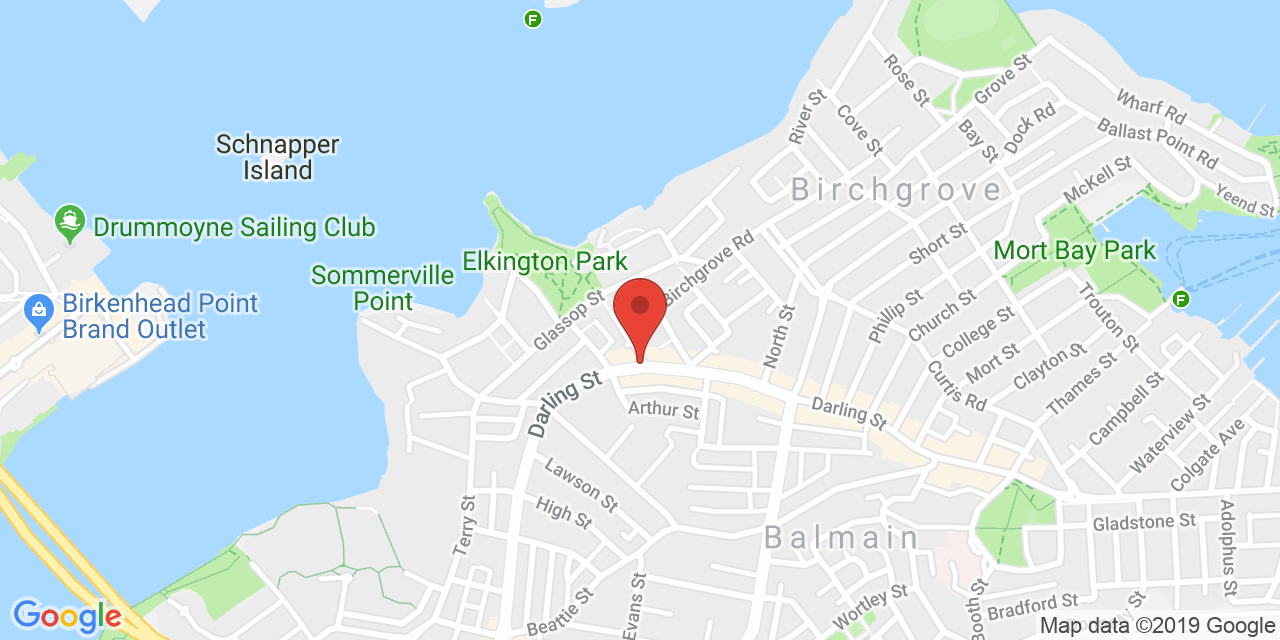 F
Rose St
Grove St
River St
Cove St
Bay St
Dock Rd
Wharf Rd
Ballast Point Rd
Schnapper
Island
Birchgrove
McKell St
Yeend St
Drummoyne Sailing Club
Elkington Park
Birchgrove Rd
Short St
Mort Bay Park
Sommerville
Point
Birkenhead Point
Brand Outlet
Glassop St
North St
Phillip St
Church St
College St
Trouton St
F
Mort St
Clayton St
Thames St
Curtis Rd
Campbell St
Waterview St
Colgate Ave
Darling St
Arthur St
Darling St
Lawson St
High St
Terry St
Balmain
Gladstone St
Adolphus St
Evans St
Beattie St
Wortley St
Booth St
Bradford St
St
Google
Map data ©2019 Google